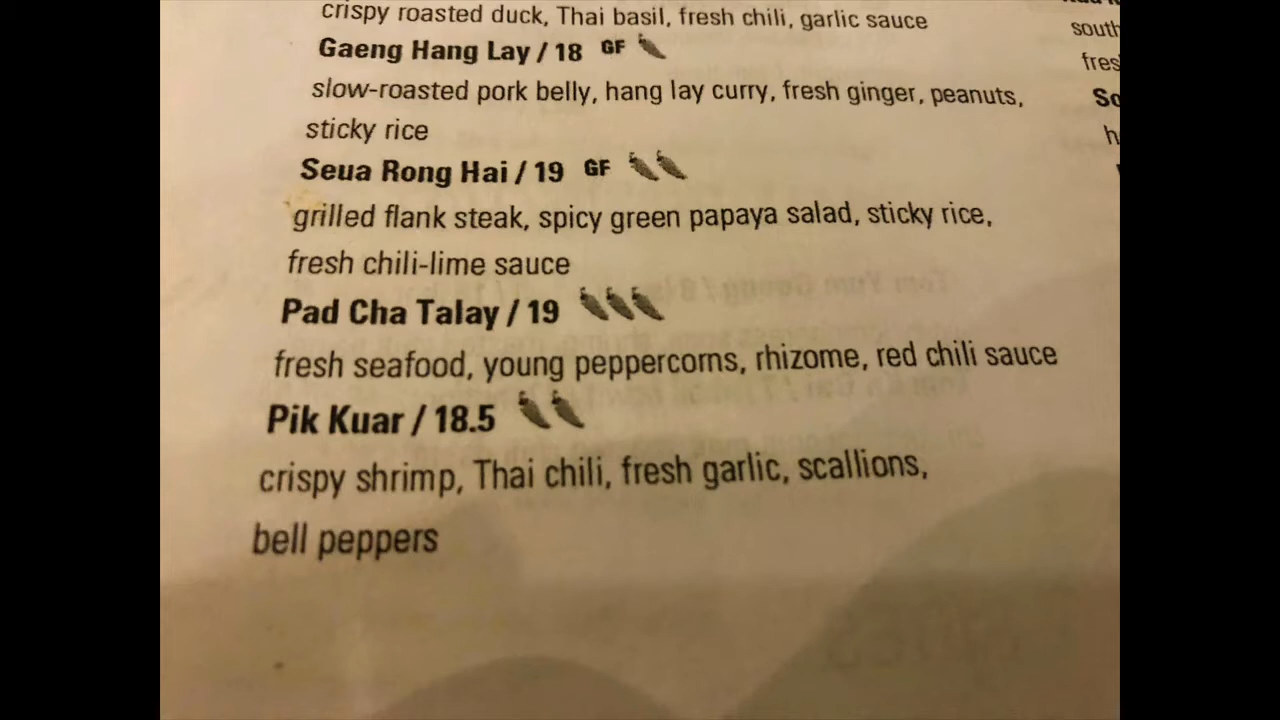 crispy roasted duck, Thai basil, fresh chili, garlic sauce
Gaeng Hang Lay / 18 GF
slow-roasted pork belly, hang lay curry, fresh ginger, peanuts,
sticky rice
Seua Rong Hai / 19 GF
grilled flank steak, spicy green papaya salad, sticky rice,
fresh chili-lime sauce
Pad Cha Talay / 19
fresh seafood, young peppercorns, rhizome, red chili sauce
Pik Kuar / 18.5
crispy shrimp, Thai chili, fresh garlic, scallions,
bell peppers
south
fres
So